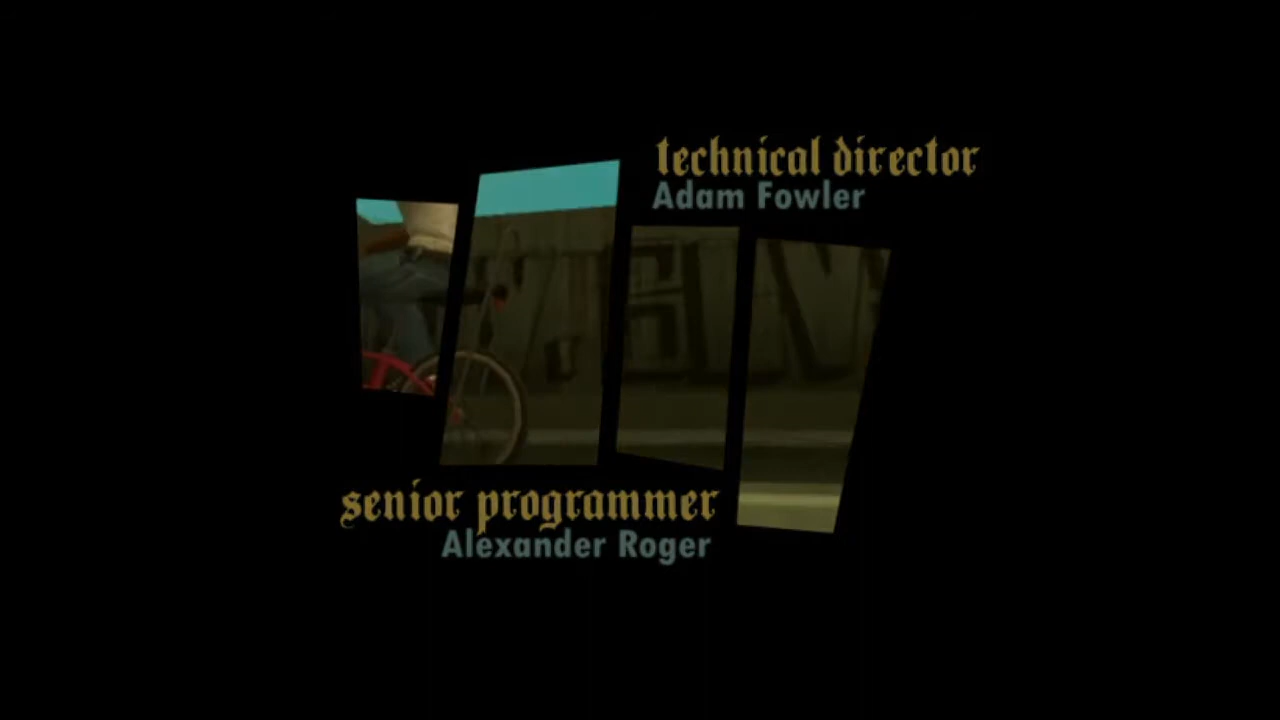 technical director
Adam Fowler
senior programmer
Alexander Roger